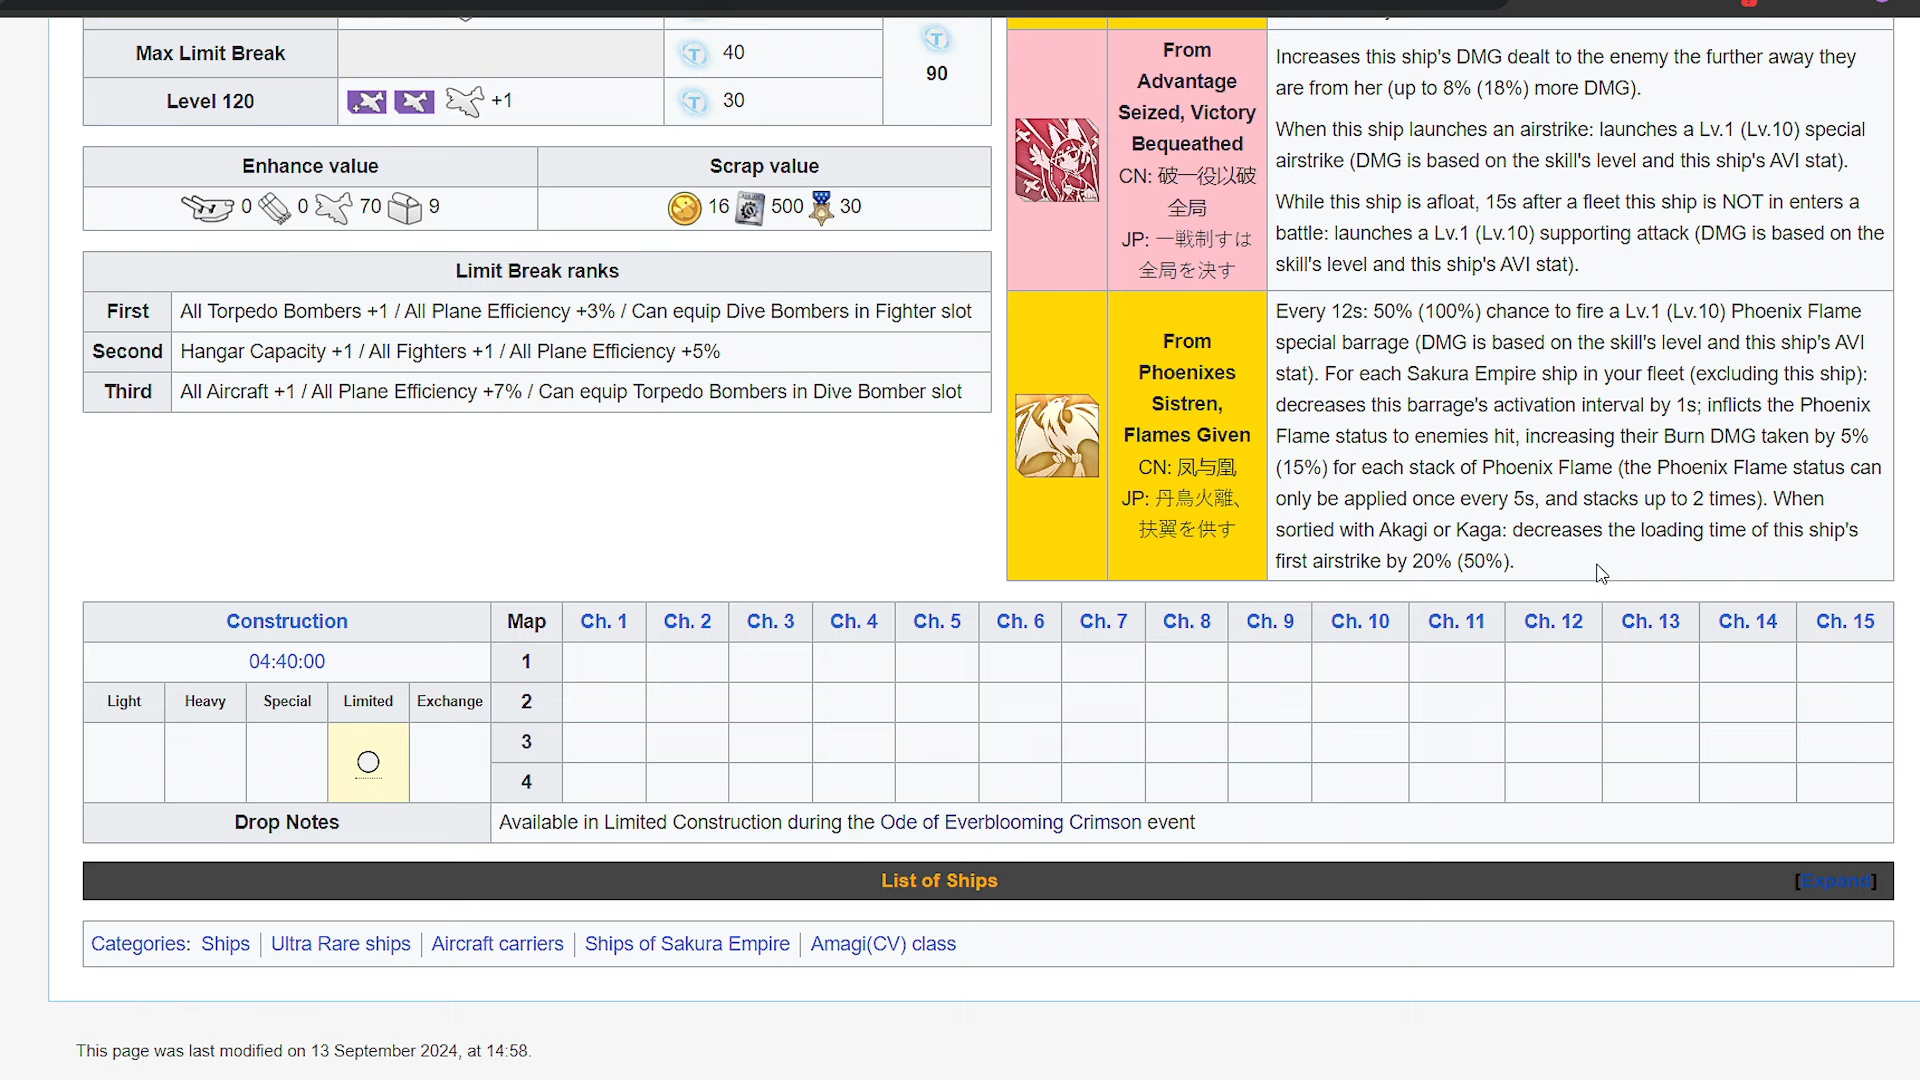 Max Limit Break
40
90
Level 120
+1
30
Enhance value
Scrap value
0 0 70 9
16 500 30
Limit Break ranks
First
All Torpedo Bombers +1 / All Plane Efficiency +3% / Can equip Dive Bombers in Fighter slot
Second
Hangar Capacity +1 / All Fighters +1 / All Plane Efficiency +5%
Third
All Aircraft +1 / All Plane Efficiency +7% / Can equip Torpedo Bombers in Dive Bomber slot
From
Advantage
Seized, Victory
Bequeathed
CN: 破一役以破
全局
JP: 一戦制すは
全局を決す
Increases this ship's DMG dealt to the enemy the further away they
are from her (up to 8% (18%) more DMG).
When this ship launches an airstrike: launches a Lv.1 (Lv.10) special
airstrike (DMG is based on the skill's level and this ship's AVI stat).
While this ship is afloat, 15s after a fleet this ship is NOT in enters a
battle: launches a Lv.1 (Lv.10) supporting attack (DMG is based on the
skill's level and this ship's AVI stat).
From
Phoenixes
Sistren,
Flames Given
CN: 凤与凰
JP: 丹鳥火離、
扶翼を供す
Every 12s: 50% (100%) chance to fire a Lv.1 (Lv.10) Phoenix Flame
special barrage (DMG is based on the skill's level and this ship's AVI
stat). For each Sakura Empire ship in your fleet (excluding this ship):
decreases this barrage's activation interval by 1s; inflicts the Phoenix
Flame status to enemies hit, increasing their Burn DMG taken by 5%
(15%) for each stack of Phoenix Flame (the Phoenix Flame status can
only be applied once every 5s, and stacks up to 2 times). When
sortied with Akagi or Kaga: decreases the loading time of this ship's
first airstrike by 20% (50%).
Construction
Map
Ch. 1
Ch. 2
Ch. 3
Ch. 4
Ch. 5
Ch. 6
Ch. 7
Ch. 8
Ch. 9
Ch. 10
Ch. 11
Ch. 12
Ch. 13
Ch. 14
Ch. 15
04:40:00
1
Light
Heavy
Special
Limited
Exchange
2
3
4
Drop Notes
Available in Limited Construction during the Ode of Everblooming Crimson event
List of Ships
[Expand]
Categories: Ships | Ultra Rare ships | Aircraft carriers | Ships of Sakura Empire | Amagi(CV) class
This page was last modified on 13 September 2024, at 14:58.